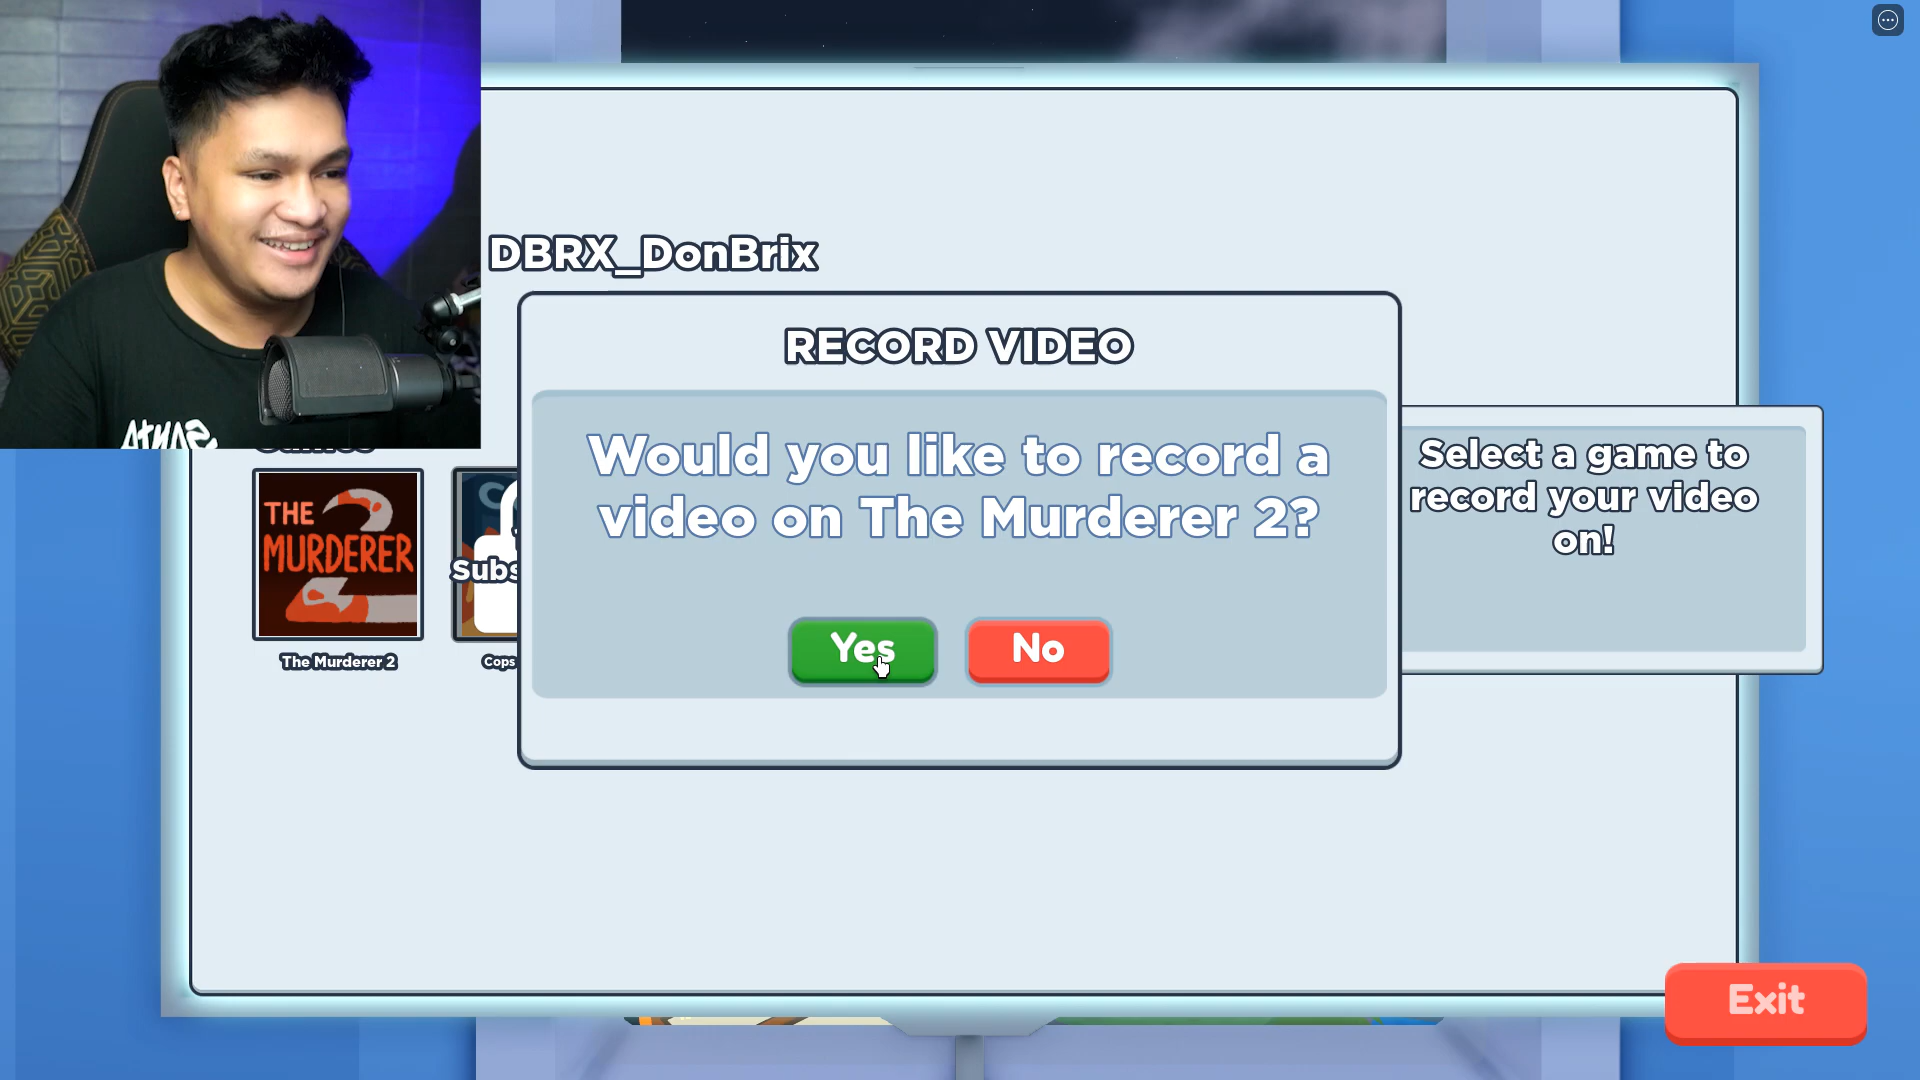 DBRX_DonBrix
RECORD VIDEO
Would you like to record a
video on The Murderer 2?
Yes
No
Select a game to
record your video
on!
THE
MURDERER
The Murderer 2
Subs
Cops
Exit